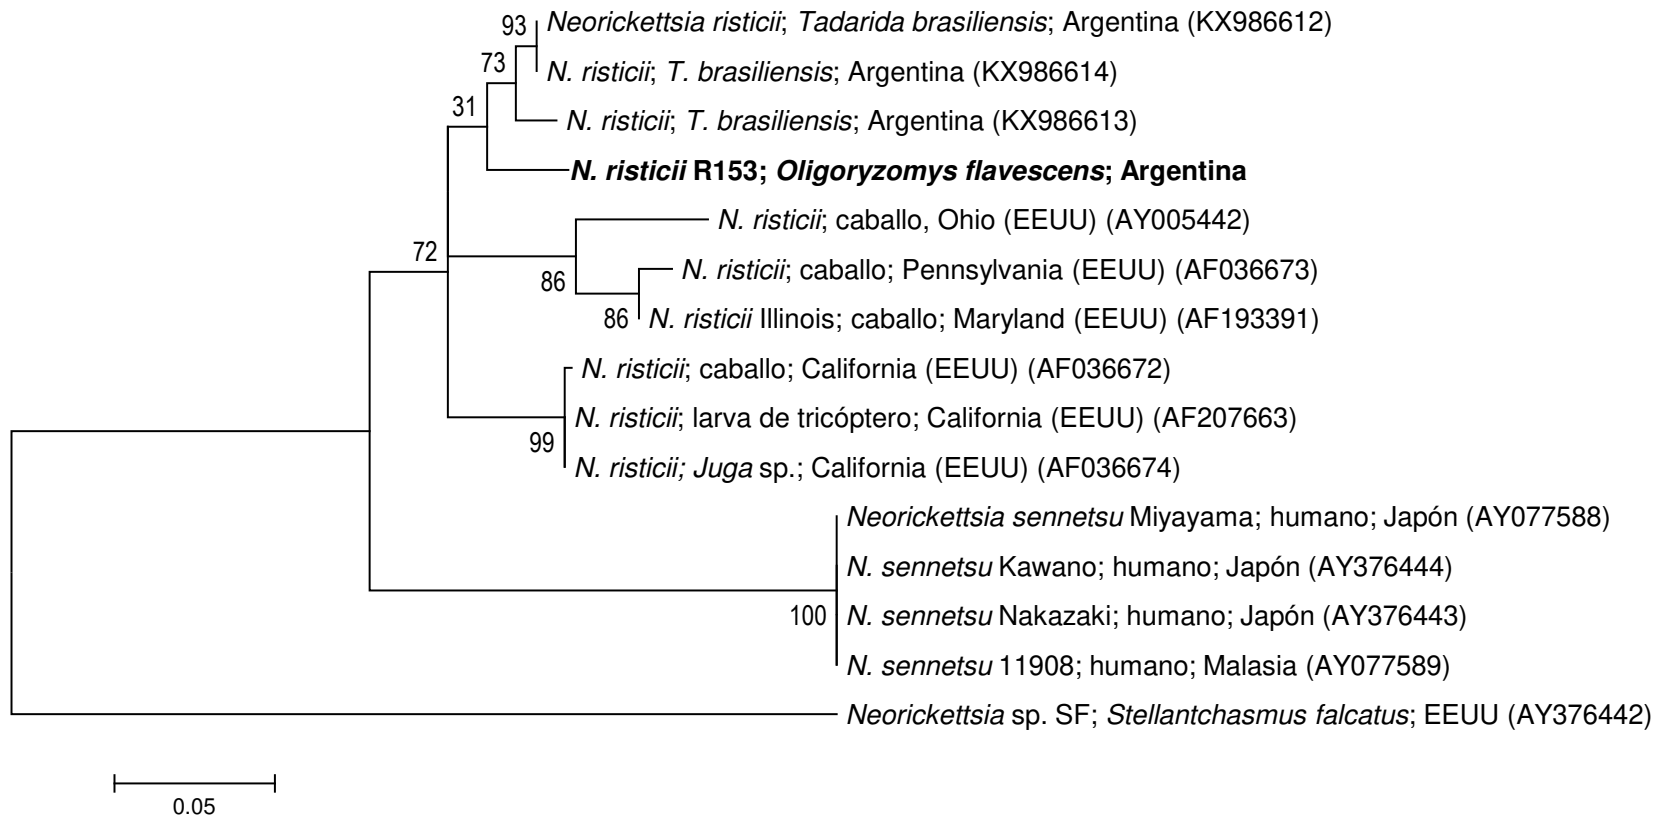 93 Neorickettsia risticii; Tadarida brasiliensis; Argentina (KX986612)
73 N. risticii; T. brasiliensis; Argentina (KX986614)
31
N. risticii; T. brasiliensis; Argentina (KX986613)
N. risticii R153; Oligoryzomys flavescens; Argentina
N. risticii; caballo, Ohio (EEUU) (AY005442)
72
86 N. risticii; caballo; Pennsylvania (EEUU) (AF036673)
86 N. risticii Illinois; caballo; Maryland (EEUU) (AF193391)
N. risticii; caballo; California (EEUU) (AF036672)
N. risticii; larva de tricóptero; California (EEUU) (AF207663)
99
N. risticii; Juga sp.; California (EEUU) (AF036674)
Neorickettsia sennetsu Miyayama; humano; Japón (AY077588)
N. sennetsu Kawano; humano; Japón (AY376444)
100 N. sennetsu Nakazaki; humano; Japón (AY376443)
N. sennetsu 11908; humano; Malasia (AY077589)
Neorickettsia sp. SF; Stellantchasmus falcatus; EEUU (AY376442)
0.05